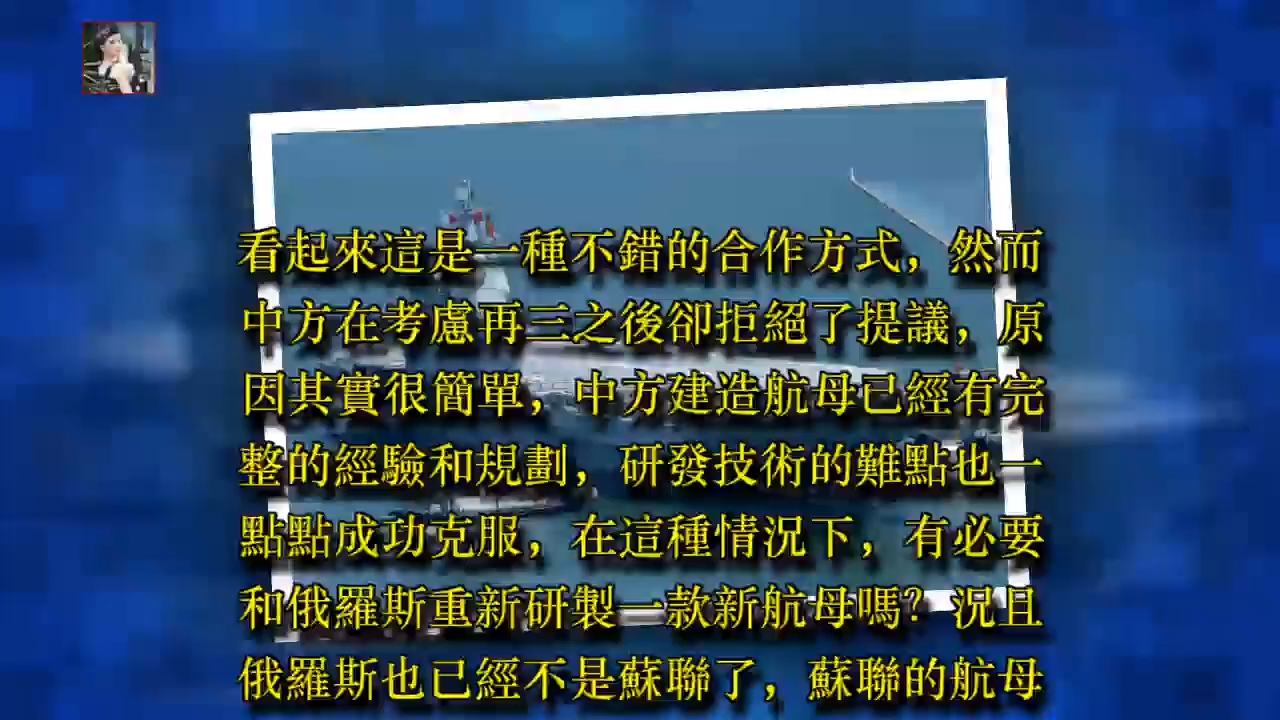 看起來這是一種不錯的合作方式，然而
中方在考慮再三之後卻拒絕了提議，原
因其實很簡單，中方建造航母已經有完
整的經驗和規劃，研發技術的難點也一
點點成功克服，在這種情況下，有必要
和俄羅斯重新研製一款新航母嗎？況且
俄羅斯也已經不是蘇聯了，蘇聯的航母